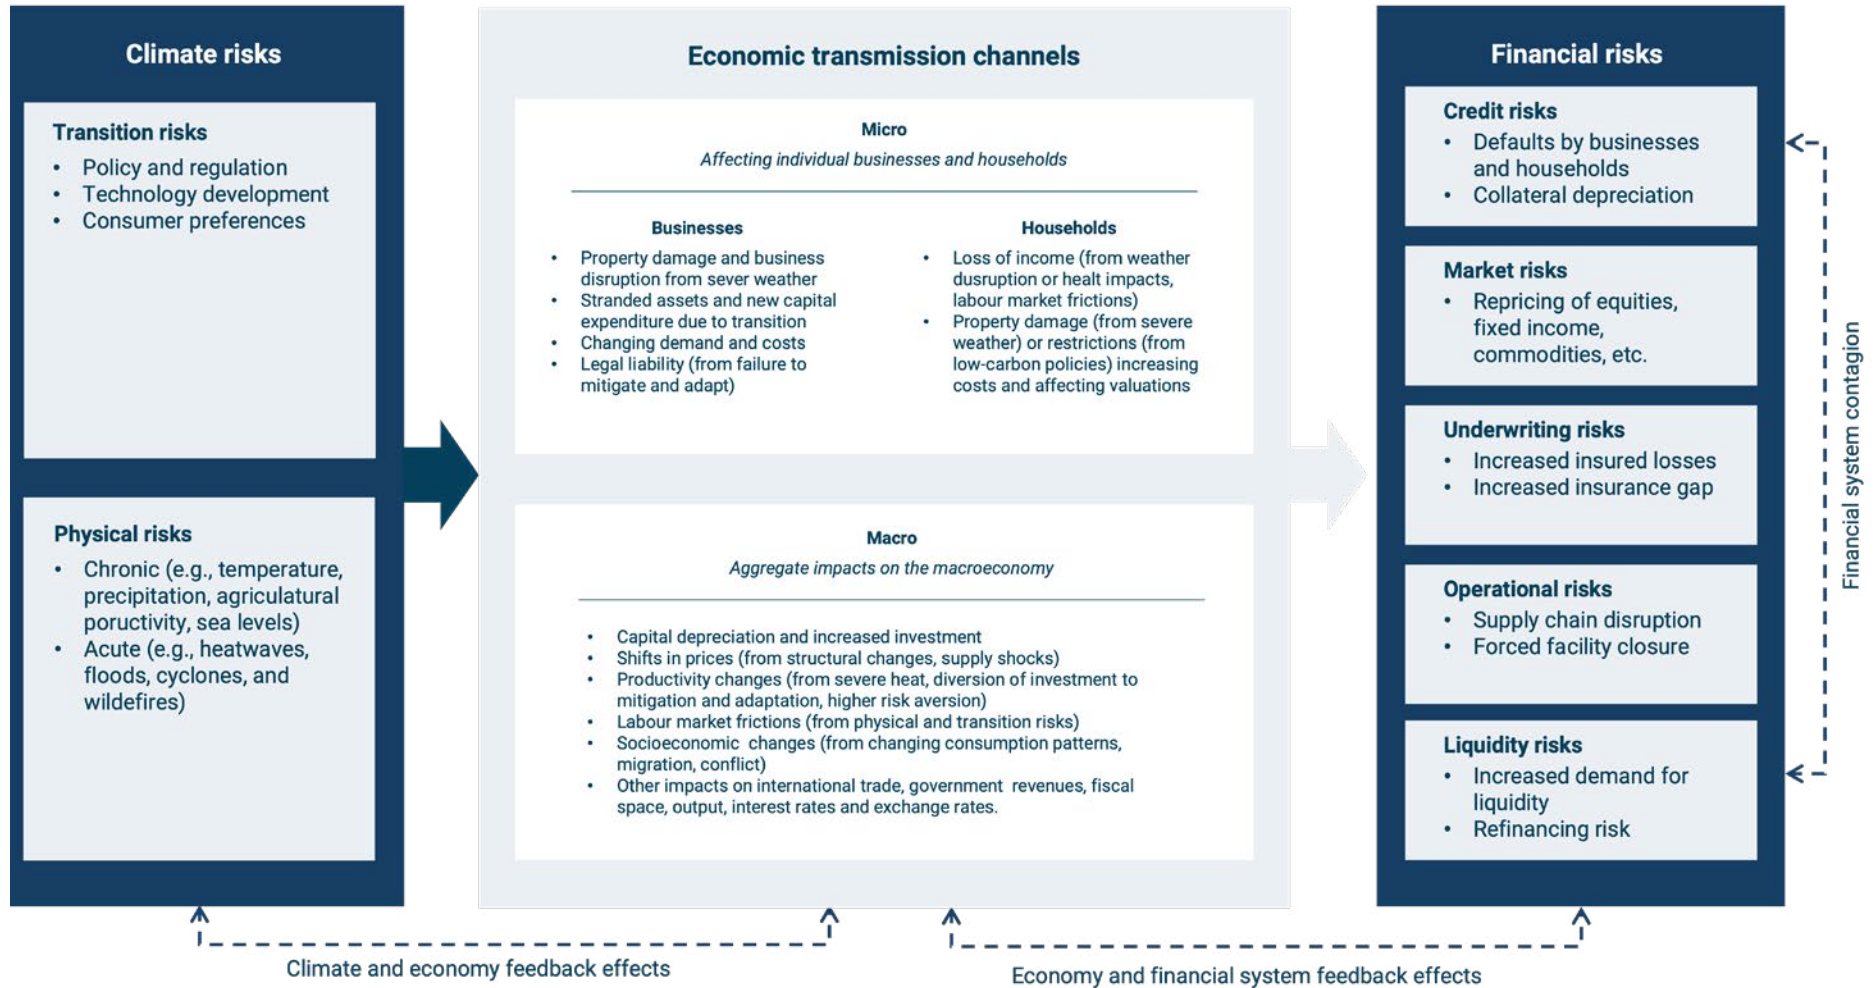 Climate risks
Transition risks
• Policy and regulation
• Technology development
• Consumer preferences
Physical risks
• Chronic (e.g., temperature,
precipitation, agriculatural
poructivity, sea levels)
• Acute (e.g., heatwaves,
floods, cyclones, and
wildefires)
Economic transmission channels
Micro
Affecting individual businesses and households
Businesses
• Property damage and business
disruption from sever weather
• Stranded assets and new capital
expenditure due to transition
• Changing demand and costs
• Legal liability (from failure to
mitigate and adapt)
Households
• Loss of income (from weather
dusruption or healt impacts,
labour market frictions)
• Property damage (from severe
weather) or restrictions (from
low-carbon policies) increasing
costs and affecting valuations
Macro
Aggregate impacts on the macroeconomy
• Capital depreciation and increased investment
• Shifts in prices (from structural changes, supply shocks)
• Productivity changes (from severe heat, diversion of investment to
mitigation and adaptation, higher risk aversion)
• Labour market frictions (from physical and transition risks)
• Socioeconomic changes (from changing consumption patterns,
migration, conflict)
• Other impacts on international trade, government revenues, fiscal
space, output, interest rates and exchange rates.
Financial risks
Credit risks
• Defaults by businesses
and households
• Collateral depreciation
Market risks
• Repricing of equities,
fixed income,
commodities, etc.
Underwriting risks
• Increased insured losses
• Increased insurance gap
Operational risks
• Supply chain disruption
• Forced facility closure
Liquidity risks
• Increased demand for
liquidity
• Refinancing risk
Financial system contagion
Climate and economy feedback effects
Economy and financial system feedback effects